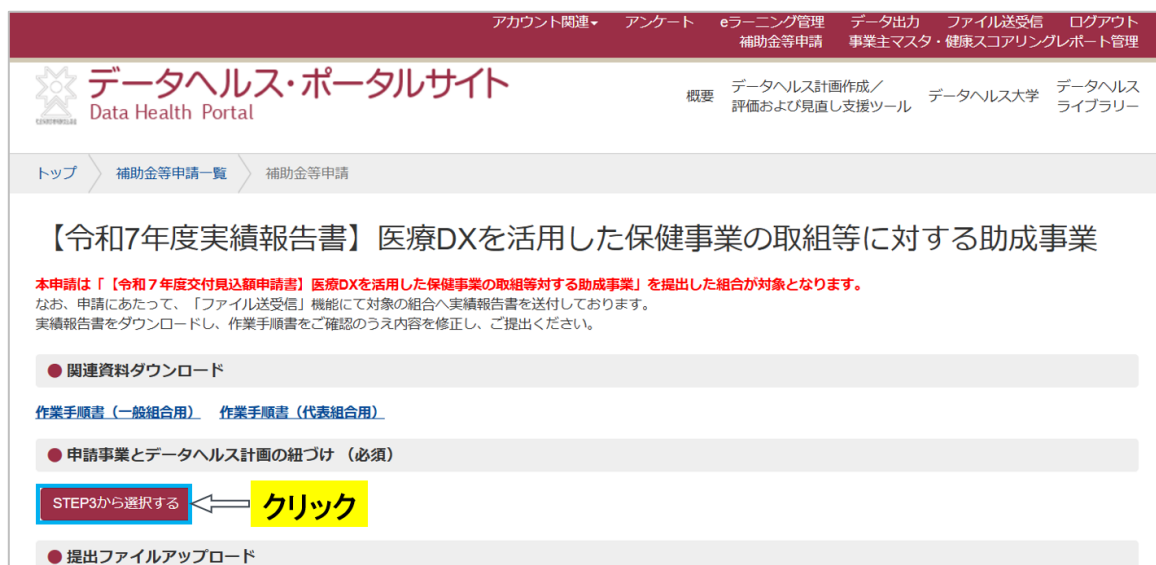 アカウント関連▾ アンケート eラーニング管理 データ出力 ファイル送受信 ログアウト
補助金等申請 事業主マスタ・健康スコアリングレポート管理
データヘルス・ポータルサイト
Data Health Portal
概要 データヘルス計画作成／ データヘルス大学 データヘルス
評価および見直し支援ツール ライブラリー
トップ 補助金等申請一覧 補助金等申請
【令和7年度実績報告書】医療DXを活用した保健事業の取組等に対する助成事業
本申請は「【令和７年度交付見込額申請書】医療DXを活用した保健事業の取組等対する助成事業」を提出した組合が対象となります。
なお、申請にあたって、「ファイル送受信」機能にて対象の組合へ実績報告書を送付しております。
実績報告書をダウンロードし、作業手順書をご確認のうえ内容を修正し、ご提出ください。
● 関連資料ダウンロード
作業手順書（一般組合用） 作業手順書（代表組合用）
● 申請事業とデータヘルス計画の紐づけ （必須）
STEP3から選択する クリック
● 提出ファイルアップロード